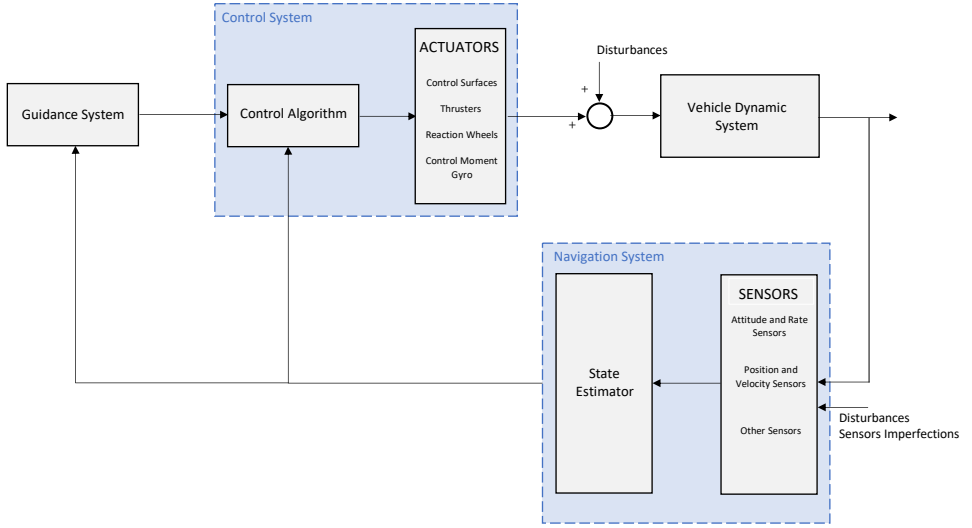 Control System
ACTUATORS
Control Surfaces
Thrusters
Reaction Wheels
Control Moment
Gyro
Guidance System
Control Algorithm
Disturbances
+
+
Vehicle Dynamic
System
Navigation System
State
Estimator
SENSORS
Attitude and Rate
Sensors
Position and
Velocity Sensors
Other Sensors
Disturbances
Sensors Imperfections